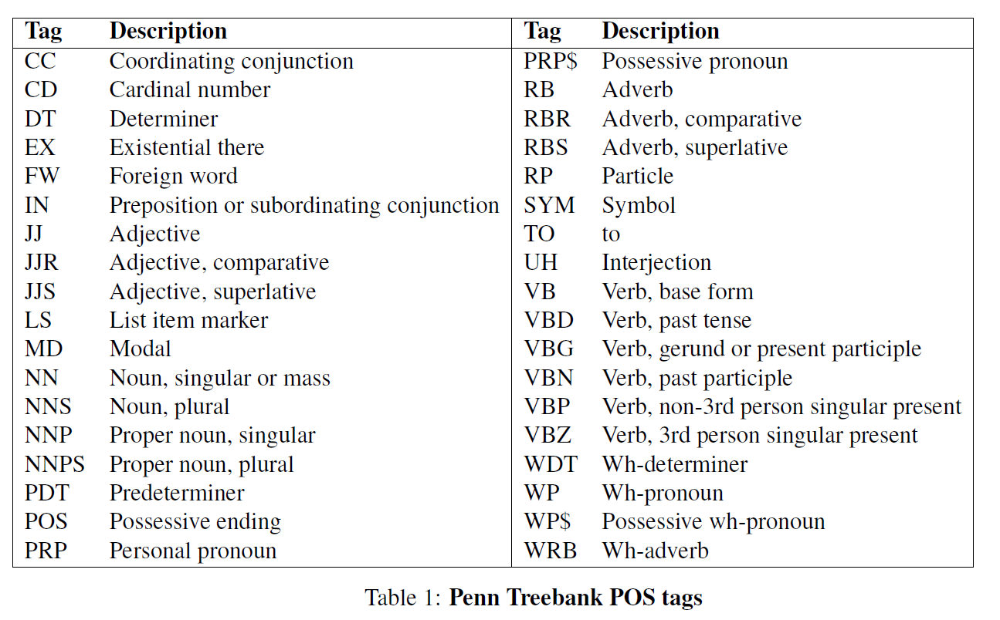 Tag Description Tag Description
CC Coordinating conjunction PRP$ Possessive pronoun
CD Cardinal number RB Adverb
DT Determiner RBR Adverb, comparative
EX Existential there RBS Adverb, superlative
FW Foreign word RP Particle
IN Preposition or subordinating conjunction SYM Symbol
JJ Adjective TO to
JJR Adjective, comparative UH Interjection
JJS Adjective, superlative VB Verb, base form
LS List item marker VBD Verb, past tense
MD Modal VBG Verb, gerund or present participle
NN Noun, singular or mass VBN Verb, past participle
NNS Noun, plural VBP Verb, non-3rd person singular present
NNP Proper noun, singular VBZ Verb, 3rd person singular present
NNPS Proper noun, plural WDT Wh-determiner
PDT Predeterminer WP Wh-pronoun
POS Possessive ending WP$ Possessive wh-pronoun
PRP Personal pronoun WRB Wh-adverb
Table 1: Penn Treebank POS tags